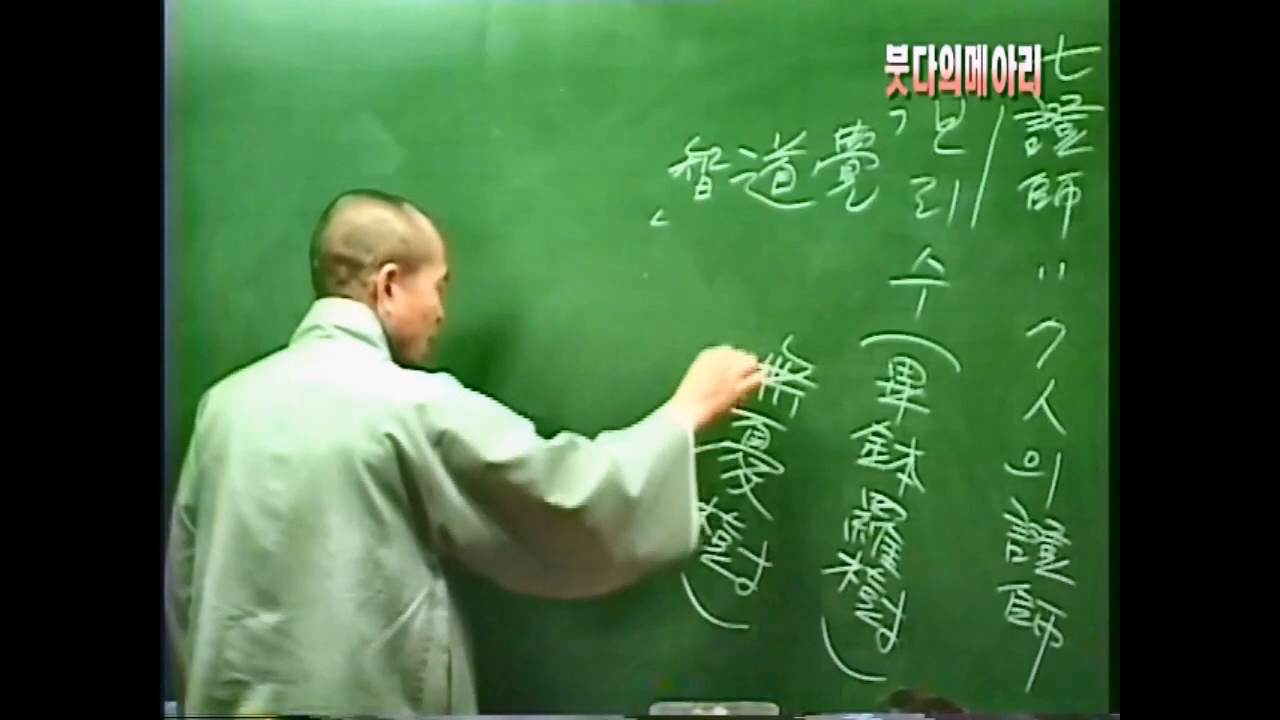 붓다의메아리
七證師 〃 7人의 證師
보리수 (畢鉢羅樹)
智道覺
無憂樹)